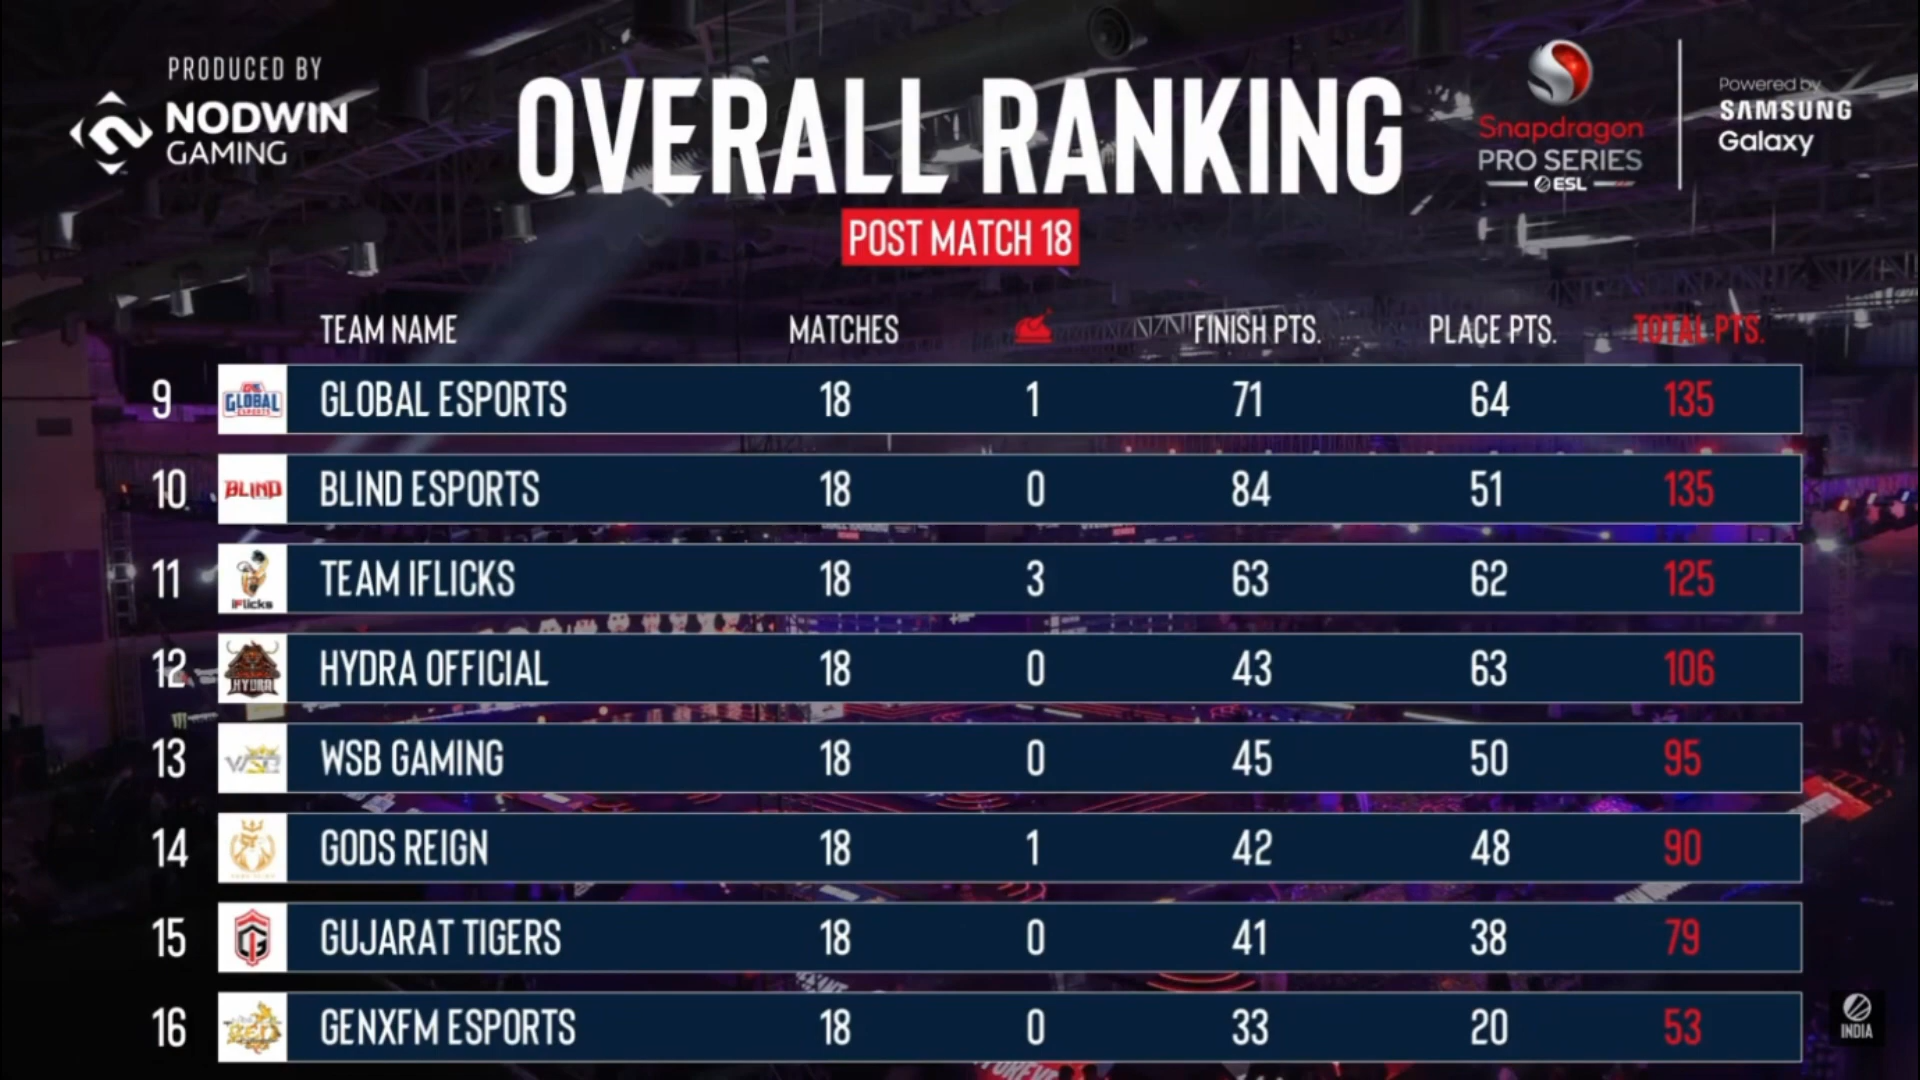 PRODUCED BY
NODWIN
GAMING
OVERALL RANKING
POST MATCH 18
Snapdragon
PRO SERIES
ESL
Powered by
SAMSUNG
Galaxy
TEAM NAME MATCHES FINISH PTS. PLACE PTS. TOTAL PTS.
9 GLOBAL ESPORTS GLOBAL ESPORTS 18 1 71 64 135
10 BLIND BLIND ESPORTS 18 0 84 51 135
11 iFlicks TEAM IFLICKS 18 3 63 62 125
12 HYDRA HYDRA OFFICIAL 18 0 43 63 106
13 WSB WSB GAMING 18 0 45 50 95
14 GODS REIGN 18 1 42 48 90
15 GUJARAT TIGERS 18 0 41 38 79
16 GENXFM ESPORTS 18 0 33 20 53
INDIA